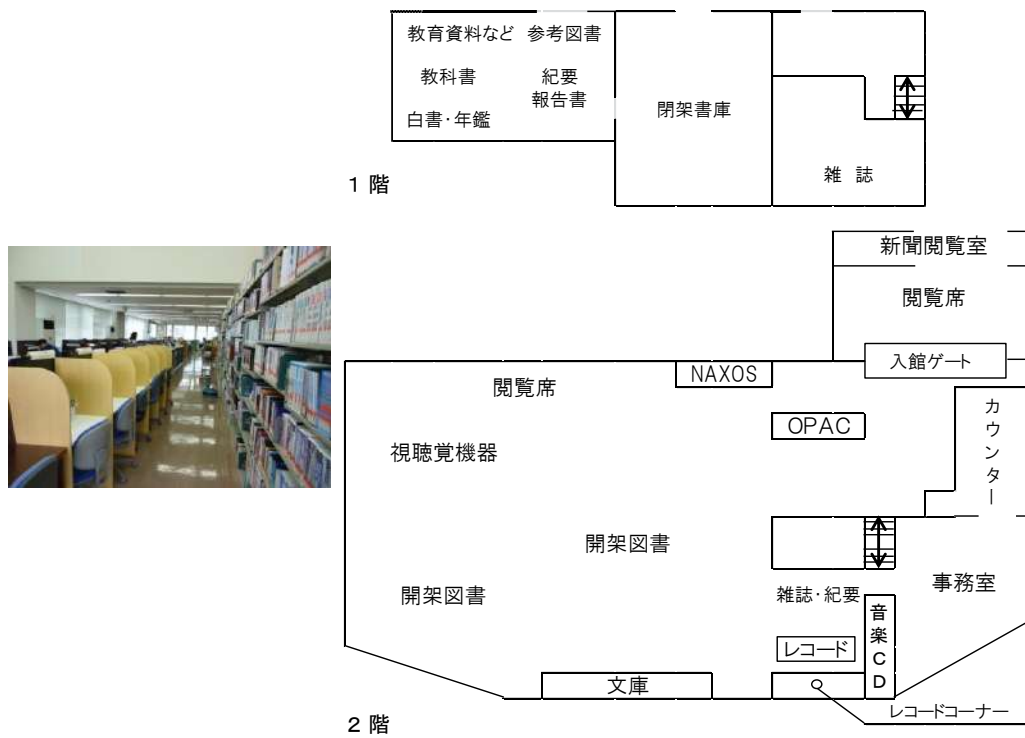 教育資料など 参考図書
教科書 紀要
報告書
白書・年鑑
閉架書庫
雑 誌
1 階
新聞閲覧室
閲覧席
入館ゲート
NAXOS
閲覧席
OPAC
カウンター
視聴覚機器
開架図書
開架図書
雑誌・紀要
事務室
音楽CD
レコード
文庫
レコードコーナー
2 階